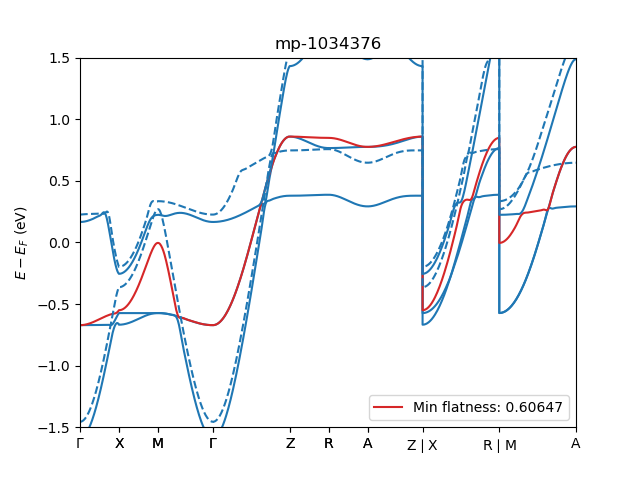 mp-1034376
E − E_F (eV)
1.5
1.0
0.5
0.0
−0.5
−1.0
−1.5
Min flatness: 0.60647
Γ X M Γ Z R A Z | X R | M A